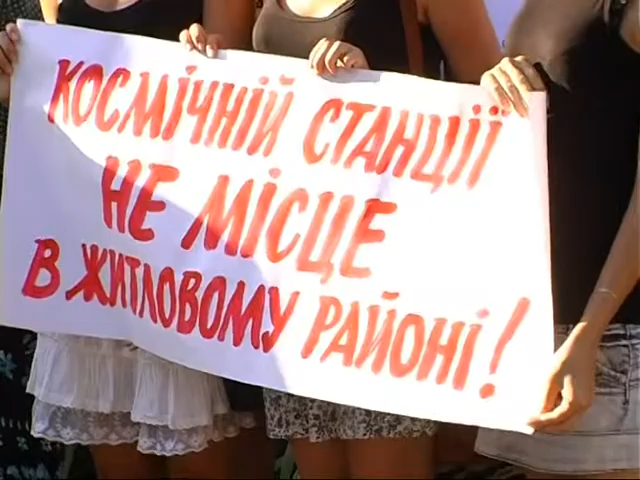 КОСМІЧНІЙ СТАНЦІЇ
НЕ МІСЦЕ
В ЖИТЛОВОМУ РАЙОНІ!